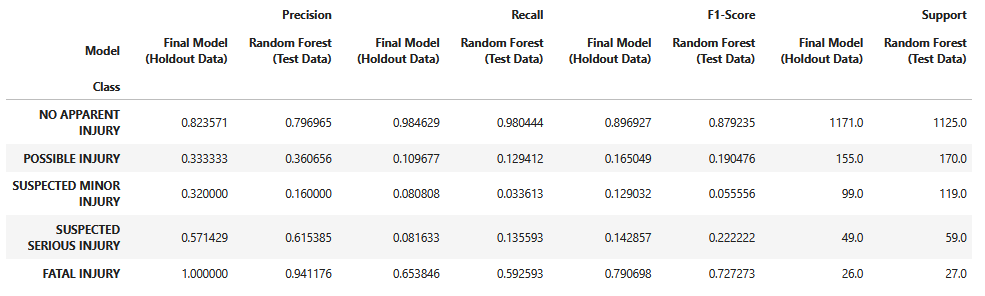 Precision Recall F1-Score Support
Model Final Model (Holdout Data) Random Forest (Test Data) Final Model (Holdout Data) Random Forest (Test Data) Final Model (Holdout Data) Random Forest (Test Data) Final Model (Holdout Data) Random Forest (Test Data)
Class
NO APPARENT INJURY 0.823571 0.796965 0.984629 0.980444 0.896927 0.879235 1171.0 1125.0
POSSIBLE INJURY 0.333333 0.360656 0.109677 0.129412 0.165049 0.190476 155.0 170.0
SUSPECTED MINOR INJURY 0.320000 0.160000 0.080808 0.033613 0.129032 0.055556 99.0 119.0
SUSPECTED SERIOUS INJURY 0.571429 0.615385 0.081633 0.135593 0.142857 0.222222 49.0 59.0
FATAL INJURY 1.000000 0.941176 0.653846 0.592593 0.790698 0.727273 26.0 27.0